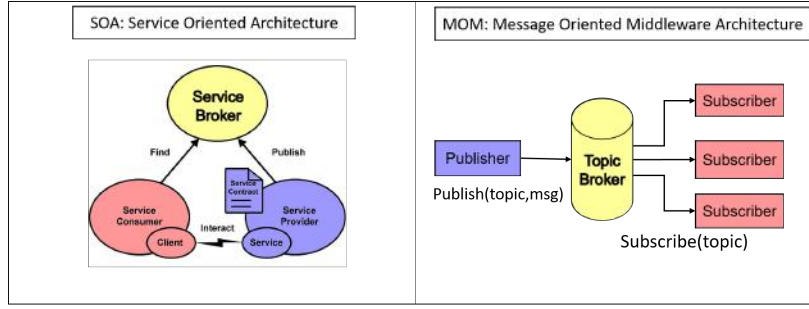 SOA: Service Oriented Architecture
Service
Broker
Find
Publish
Service
Contract
Service
Consumer
Service
Provider
Interact
Client
Service
MOM: Message Oriented Middleware Architecture
Publisher
Publish(topic,msg)
Topic
Broker
Subscriber
Subscriber
Subscriber
Subscribe(topic)